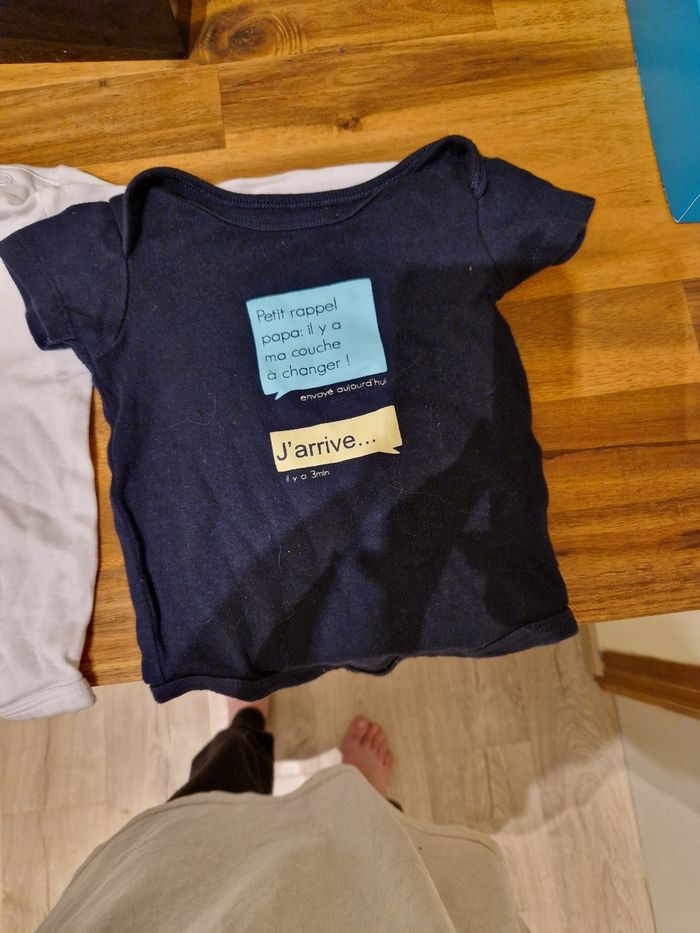 Petit rappel
papa: il y a
ma couche
à changer !
envoyé aujourd'hui
J'arrive...
il y a 3min